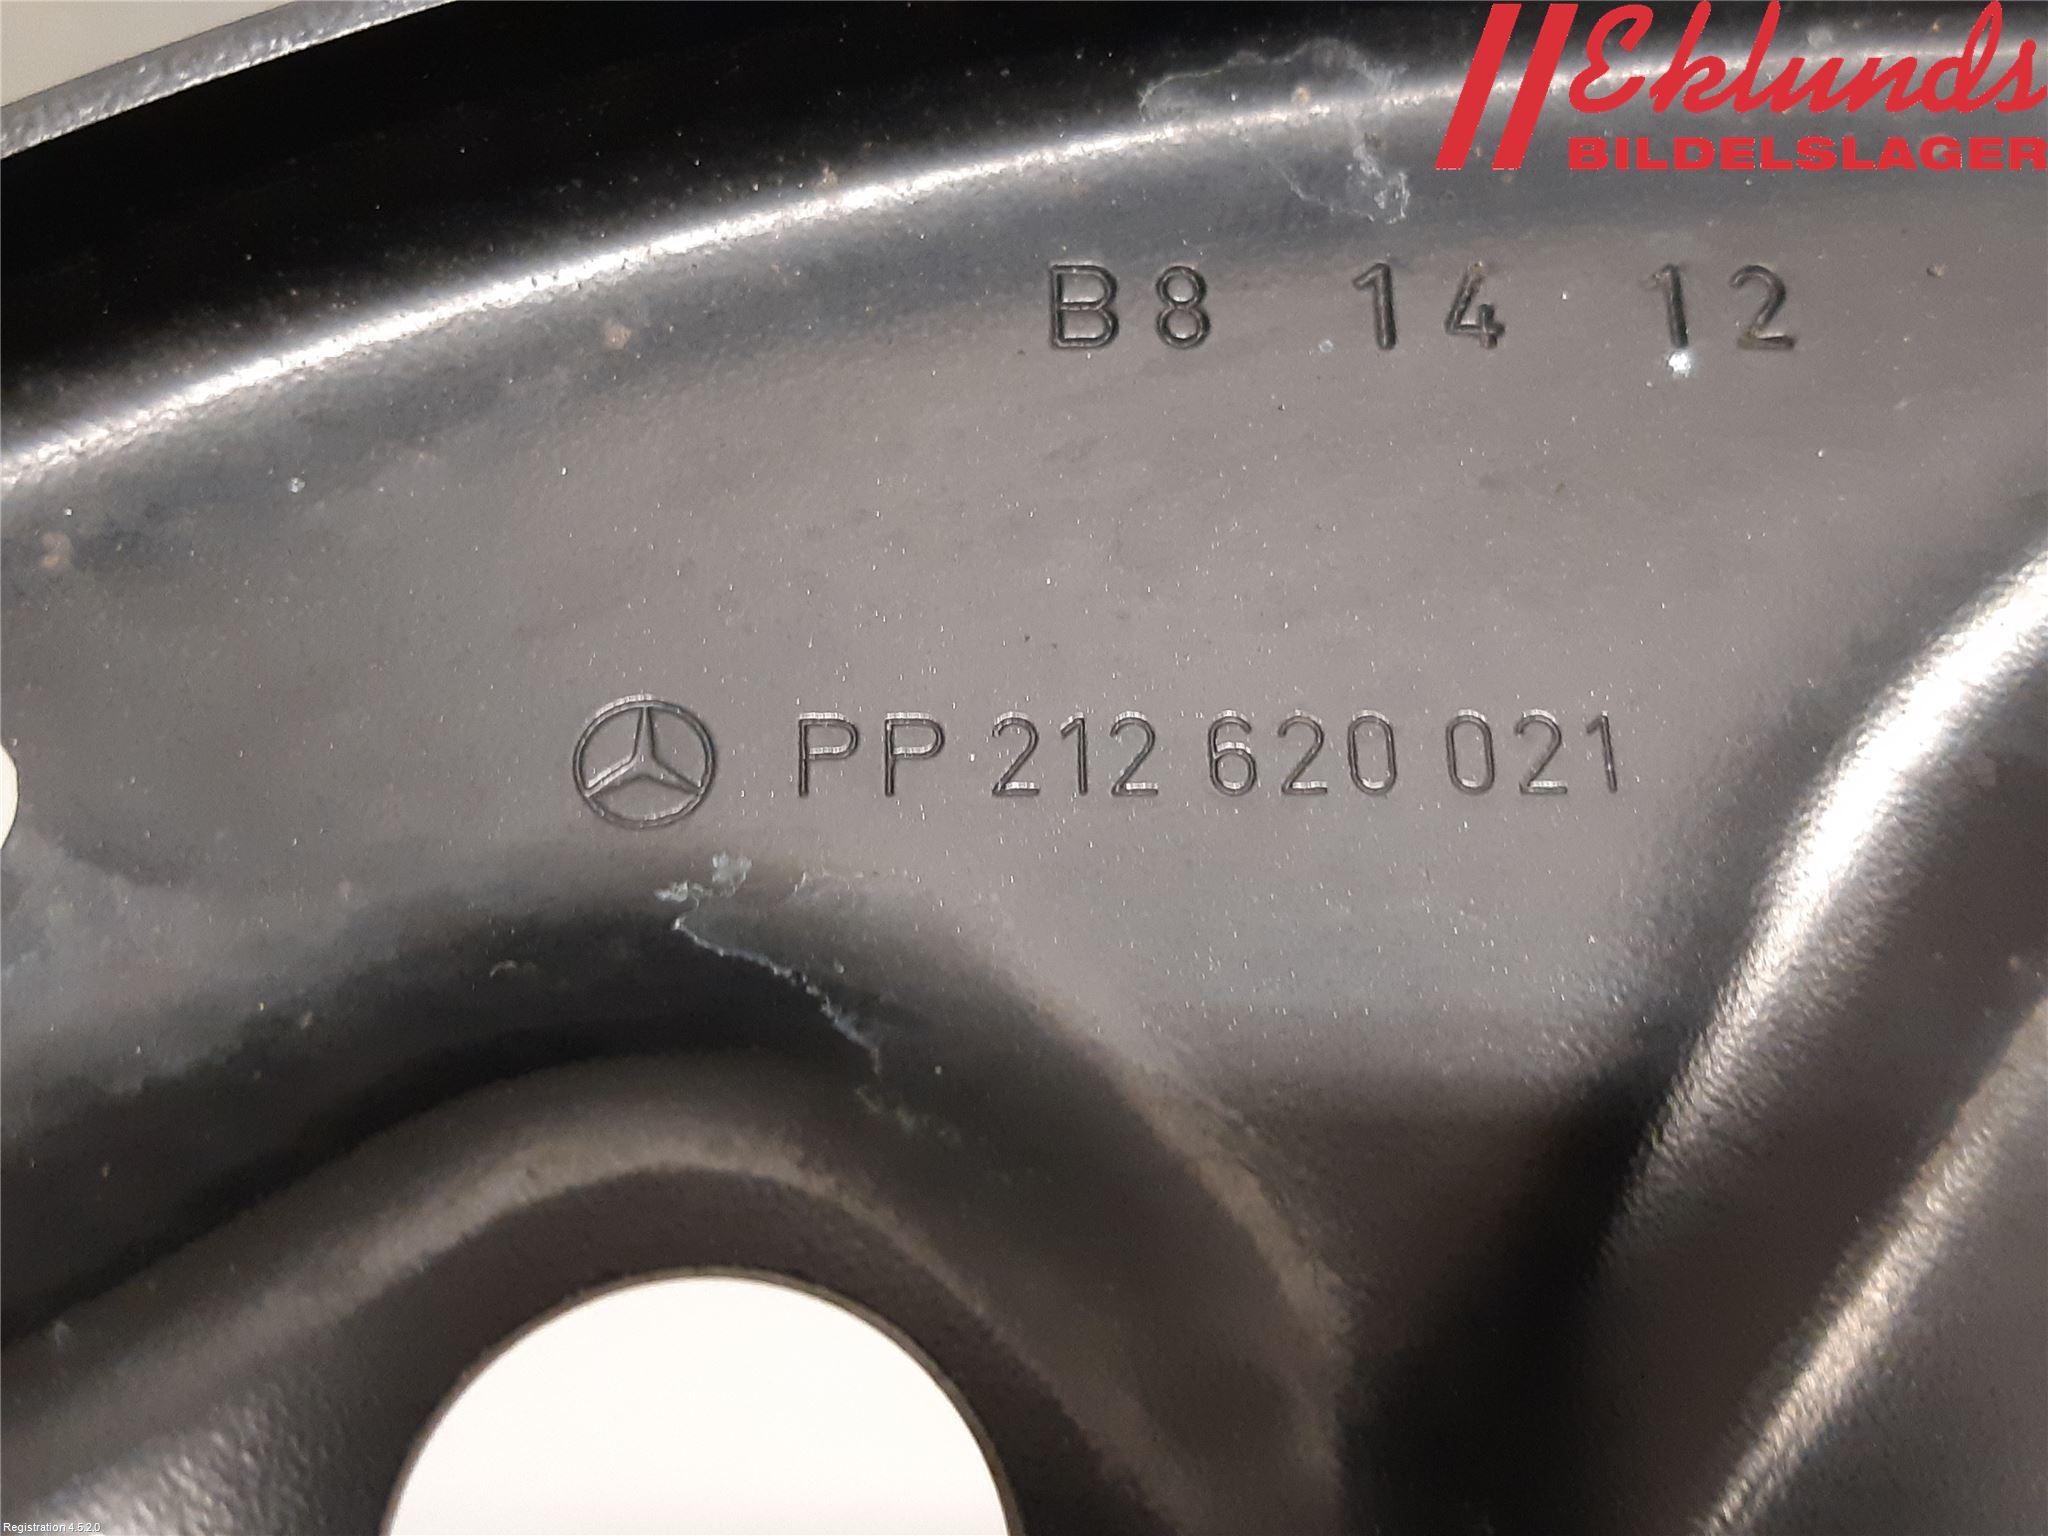 Eklunds
BILDELSLAGER
B8 14 12
PP 212 620 021
Registration 4.5.2.0